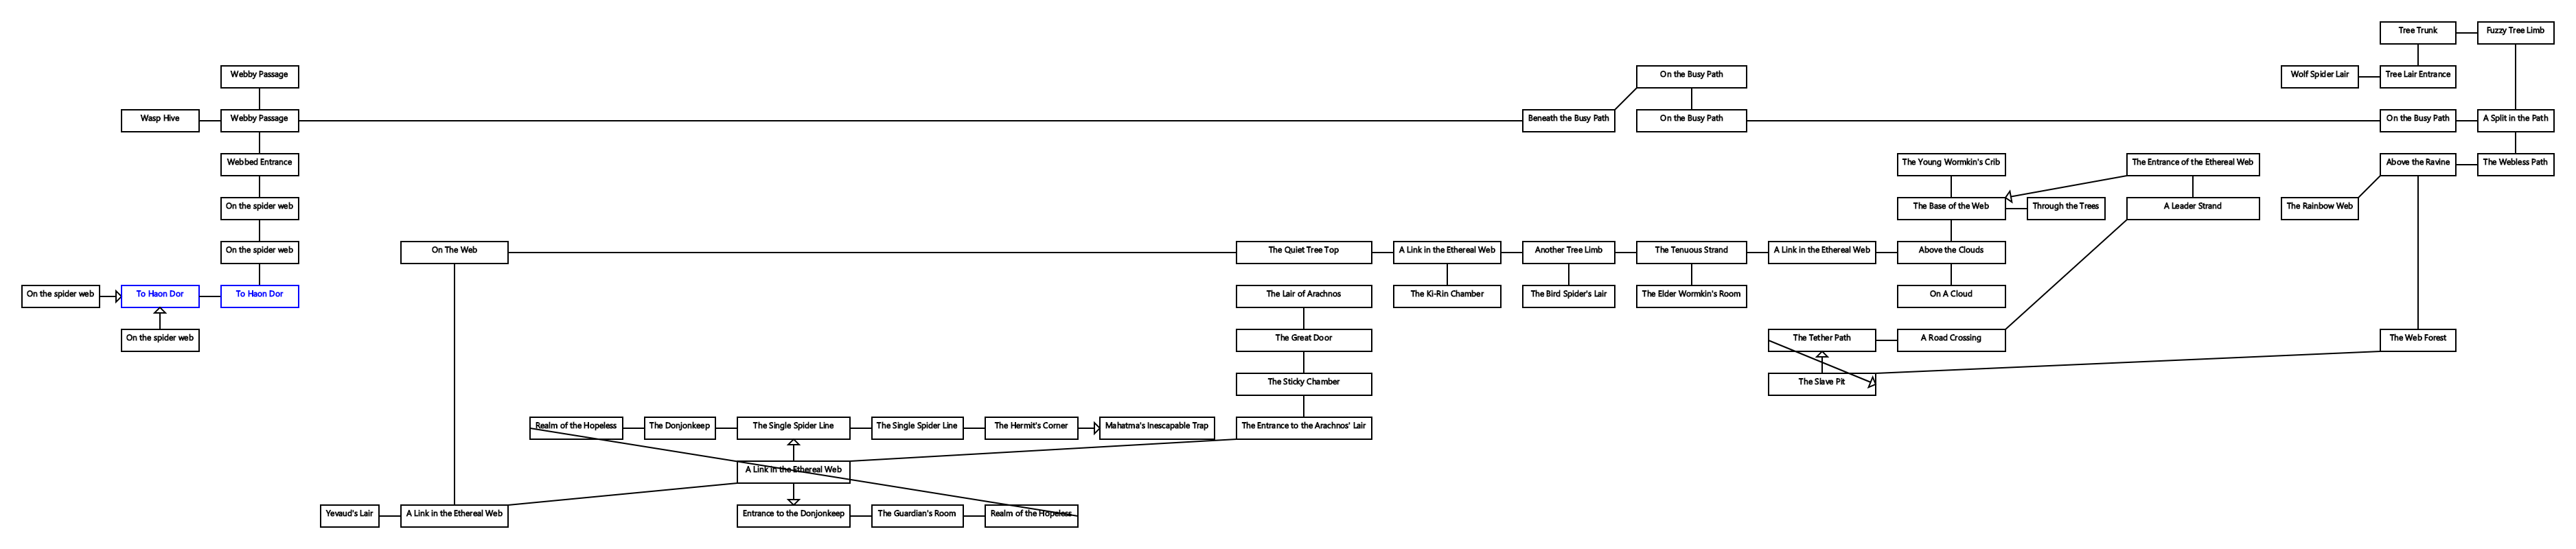 Tree Trunk
Fuzzy Tree Limb
Webby Passage
On the Busy Path
Wolf Spider Lair
Tree Lair Entrance
Wasp Hive
Webby Passage
Beneath the Busy Path
On the Busy Path
On the Busy Path
A Split in the Path
Webbed Entrance
The Young Wormkin's Crib
The Entrance of the Ethereal Web
Above the Ravine
The Webless Path
On the spider web
The Base of the Web
Through the Trees
A Leader Strand
The Rainbow Web
On the spider web
On The Web
The Quiet Tree Top
A Link in the Ethereal Web
Another Tree Limb
The Tenuous Strand
A Link in the Ethereal Web
Above the Clouds
On the spider web
To Haon Dor
To Haon Dor
The Lair of Arachnos
The Ki-Rin Chamber
The Bird Spider's Lair
The Elder Wormkin's Room
On A Cloud
On the spider web
The Great Door
The Tether Path
A Road Crossing
The Web Forest
The Sticky Chamber
The Slave Pit
Realm of the Hopeless
The Donjonkeep
The Single Spider Line
The Single Spider Line
The Hermit's Corner
Mahatma's Inescapable Trap
The Entrance to the Arachnos' Lair
A Link in the Ethereal Web
Yevaud's Lair
A Link in the Ethereal Web
Entrance to the Donjonkeep
The Guardian's Room
Realm of the Hopeless